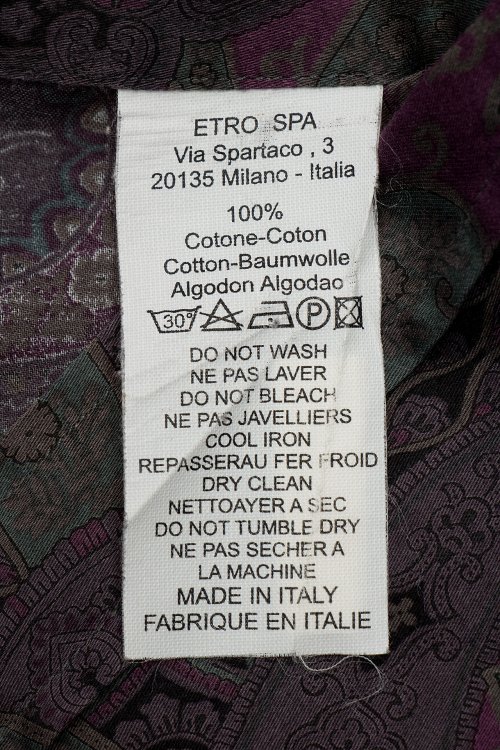 ETRO SPA
Via Spartaco , 3
20135 Milano - Italia
100%
Cotone-Coton
Cotton-Baumwolle
Algodon Algodao
30° P
DO NOT WASH
NE PAS LAVER
DO NOT BLEACH
NE PAS JAVELLIERS
COOL IRON
REPASSERAU FER FROID
DRY CLEAN
NETTOAYER A SEC
DO NOT TUMBLE DRY
NE PAS SECHER A
LA MACHINE
MADE IN ITALY
FABRIQUE EN ITALIE